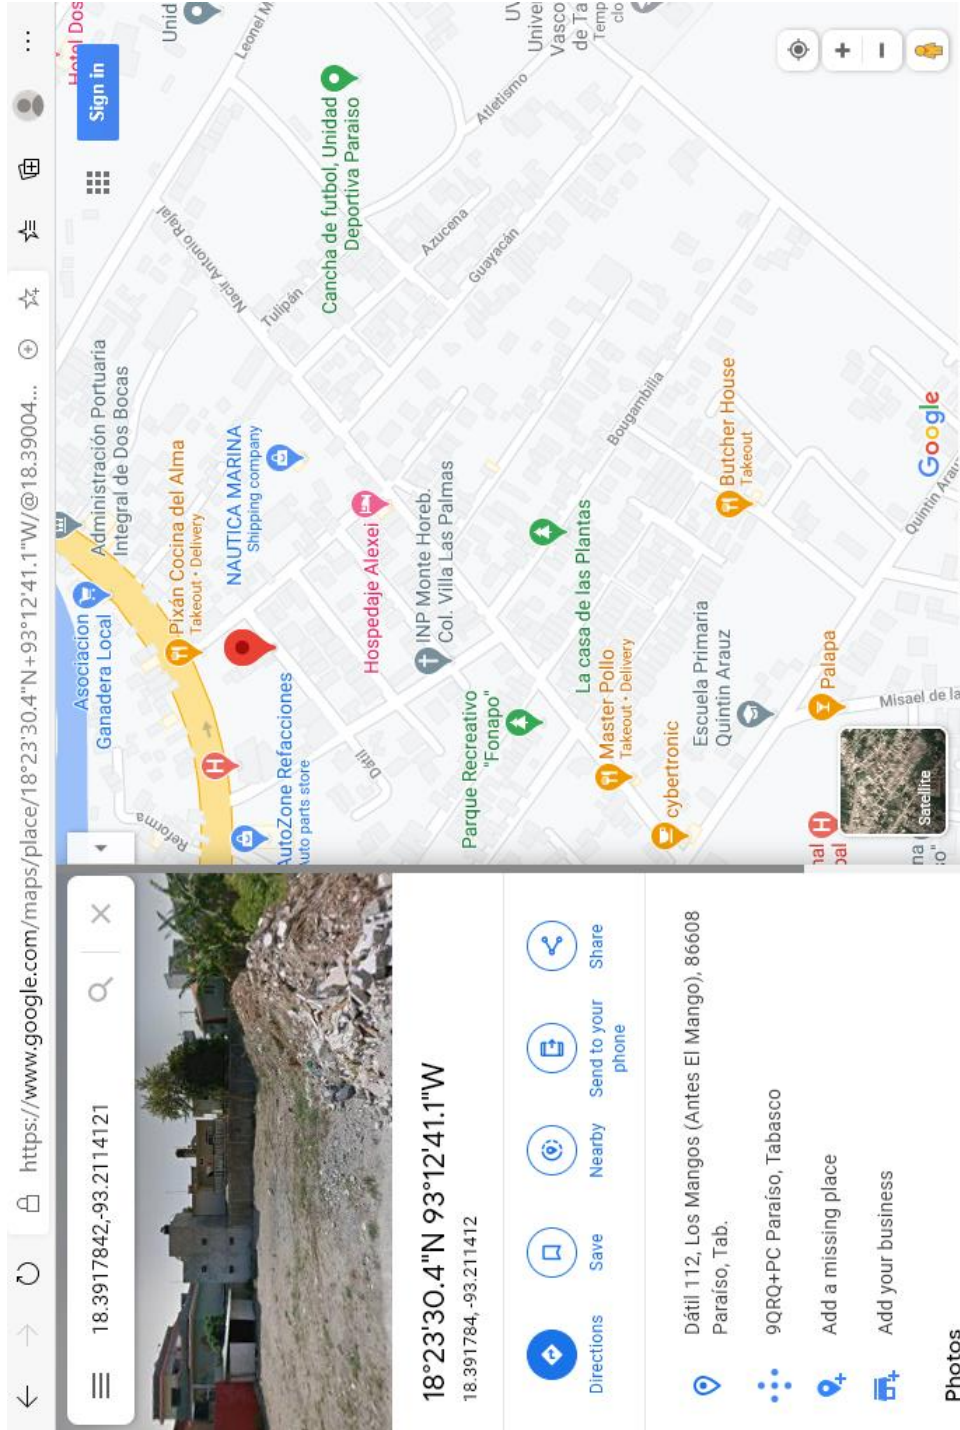 https://www.google.com/maps/place/18°23'30.4"N+93°12'41.1"W/@18.39004...
18.3917842,-93.2114121
Sign in
18°23'30.4"N 93°12'41.1"W
18.391784, -93.211412
Directions
Save
Nearby
Send to your
phone
Share
Dátil 112, Los Mangos (Antes El Mango), 86608
Paraíso, Tab.
9QRQ+PC Paraíso, Tabasco
Add a missing place
Add your business
Photos
Hotel Dos
Unid
Leonel M
Administración Portuaria
Integral de Dos Bocas
Asociacion
Ganadera Local
Pixán Cocina del Alma
Takeout • Delivery
NAUTICA MARINA
Shipping company
Nacif Antonio Rajal
Tulipán
Cancha de futbol, Unidad
Deportiva Paraiso
Atletismo
Univer
Vasco
de Ta
Temp
clo
Azucena
Guayacán
Reforma
H
AutoZone Refacciones
Auto parts store
Dátil
Hospedaje Alexei
INP Monte Horeb.
Col. Villa Las Palmas
Parque Recreativo
"Fonapo"
La casa de las Plantas
Bougambilia
Master Pollo
Takeout • Delivery
cybertronic
Escuela Primaria
Quintin Arauz
Butcher House
Takeout
Palapa
Misael de la
Quintin Arau
H
Satellite
Google